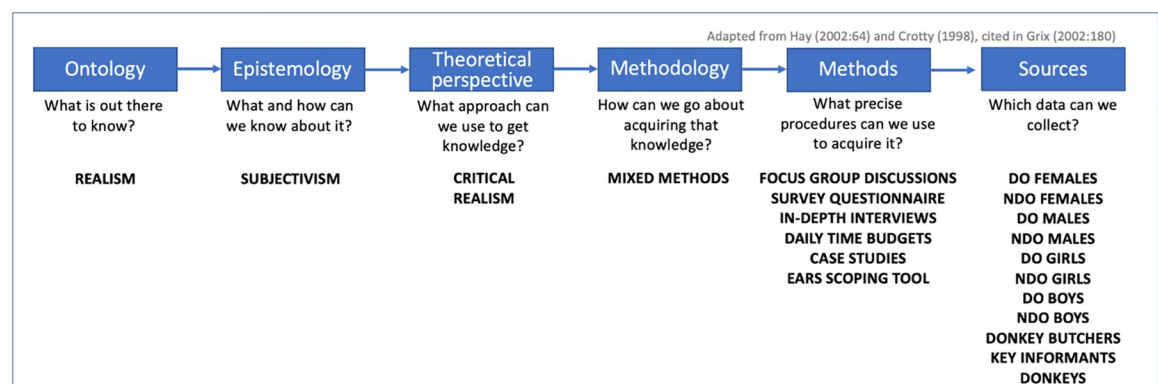 Adapted from Hay (2002:64) and Crotty (1998), cited in Grix (2002:180)
Ontology
What is out there
to know?
REALISM
Epistemology
What and how can
we know about it?
SUBJECTIVISM
Theoretical
perspective
What approach can
we use to get
knowledge?
CRITICAL
REALISM
Methodology
How can we go about
acquiring that
knowledge?
MIXED METHODS
Methods
What precise
procedures can we use
to acquire it?
FOCUS GROUP DISCUSSIONS
SURVEY QUESTIONNAIRE
IN-DEPTH INTERVIEWS
DAILY TIME BUDGETS
CASE STUDIES
EARS SCOPING TOOL
Sources
Which data can we
collect?
DO FEMALES
NDO FEMALES
DO MALES
NDO MALES
DO GIRLS
NDO GIRLS
DO BOYS
NDO BOYS
DONKEY BUTCHERS
KEY INFORMANTS
DONKEYS